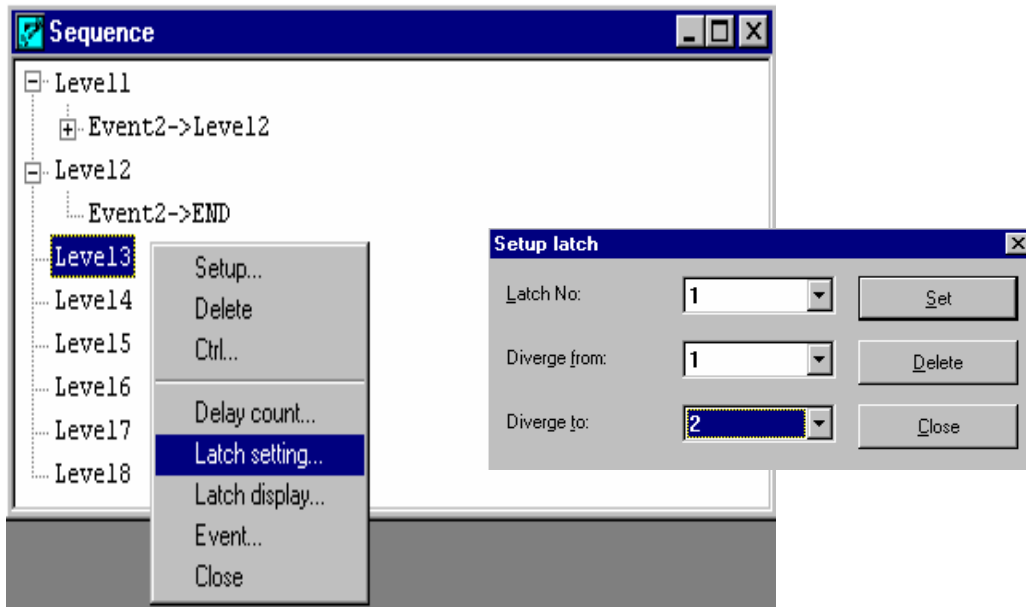 Sequence
Level1
Event2->Level2
Level2
Event2->END
Level3
Level4
Level5
Level6
Level7
Level8
Setup...
Delete
Ctrl...
Delay count...
Latch setting...
Latch display...
Event...
Close
Setup latch
Latch No:
1
Set
Diverge from:
1
Delete
Diverge to:
2
Close